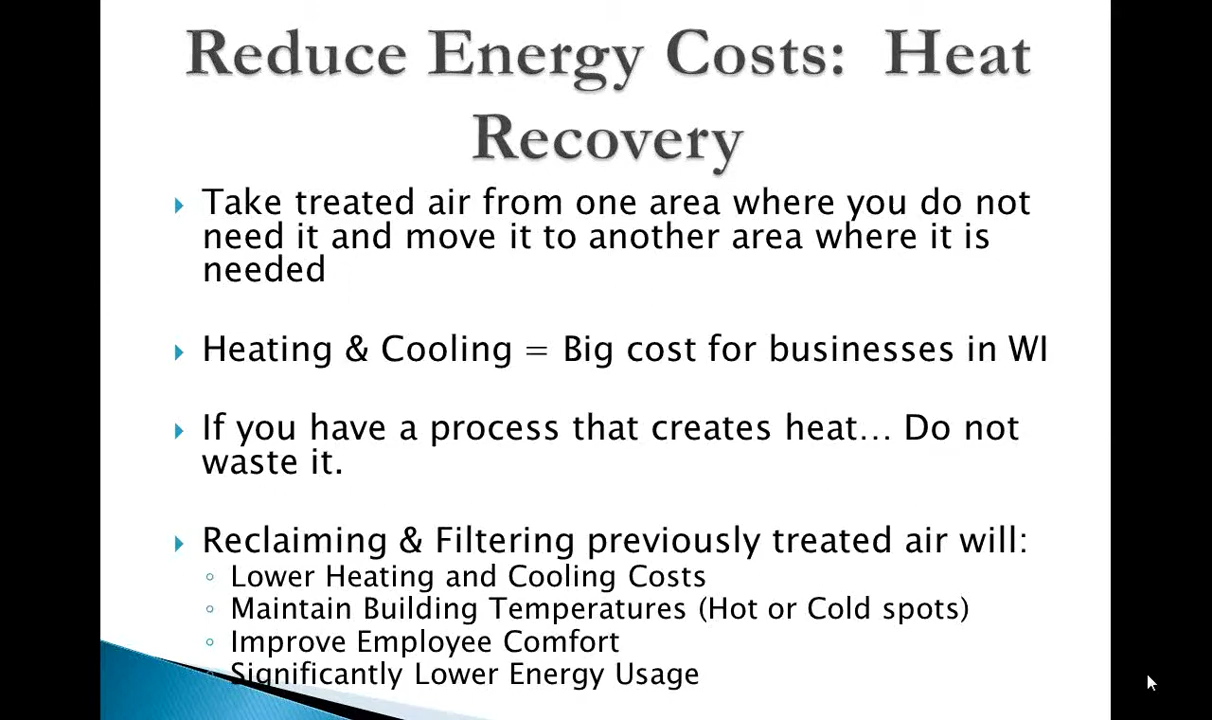 Reduce Energy Costs: Heat
Recovery
Take treated air from one area where you do not
need it and move it to another area where it is
needed
Heating & Cooling = Big cost for businesses in WI
If you have a process that creates heat… Do not
waste it.
Reclaiming & Filtering previously treated air will:
Lower Heating and Cooling Costs
Maintain Building Temperatures (Hot or Cold spots)
Improve Employee Comfort
Significantly Lower Energy Usage